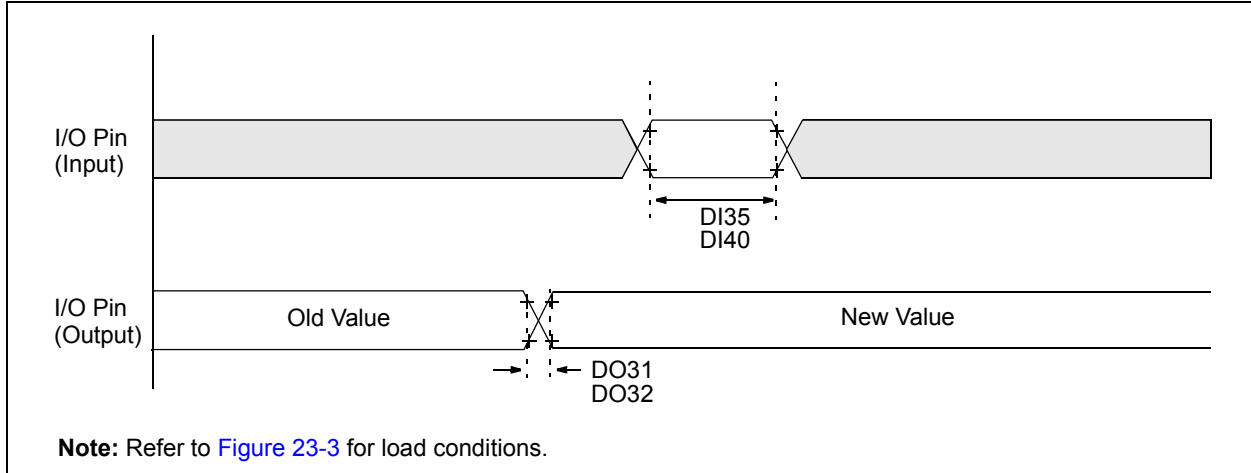 I/O Pin
(Input)
DI35
DI40
I/O Pin
(Output)
Old Value
New Value
DO31
DO32
Note: Refer to Figure 23-3 for load conditions.